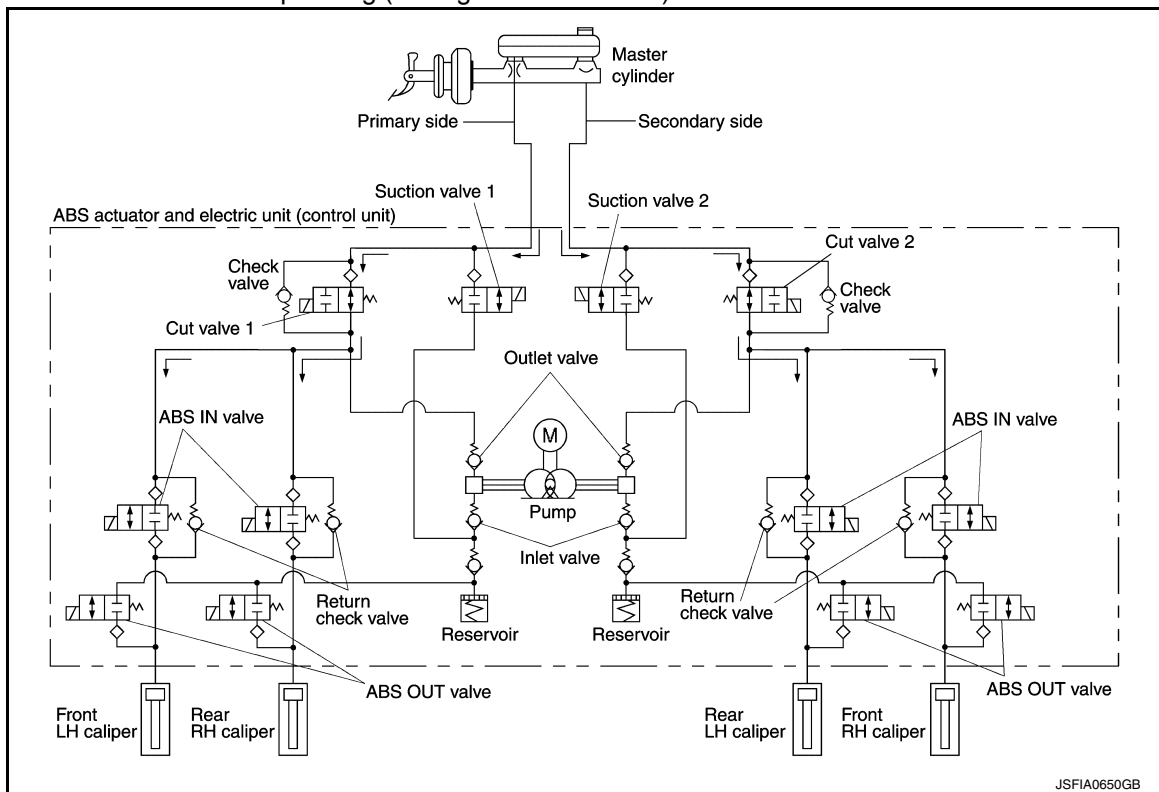 Master
cylinder
Primary side
Secondary side
Suction valve 1
Suction valve 2
ABS actuator and electric unit (control unit)
Cut valve 2
Check
valve
Check
valve
Cut valve 1
Outlet valve
ABS IN valve
ABS IN valve
M
Pump
Inlet valve
Return
check valve
Return
check valve
Reservoir
Reservoir
ABS OUT valve
ABS OUT valve
Front
LH caliper
Rear
RH caliper
Rear
LH caliper
Front
RH caliper
JSFIA0650GB